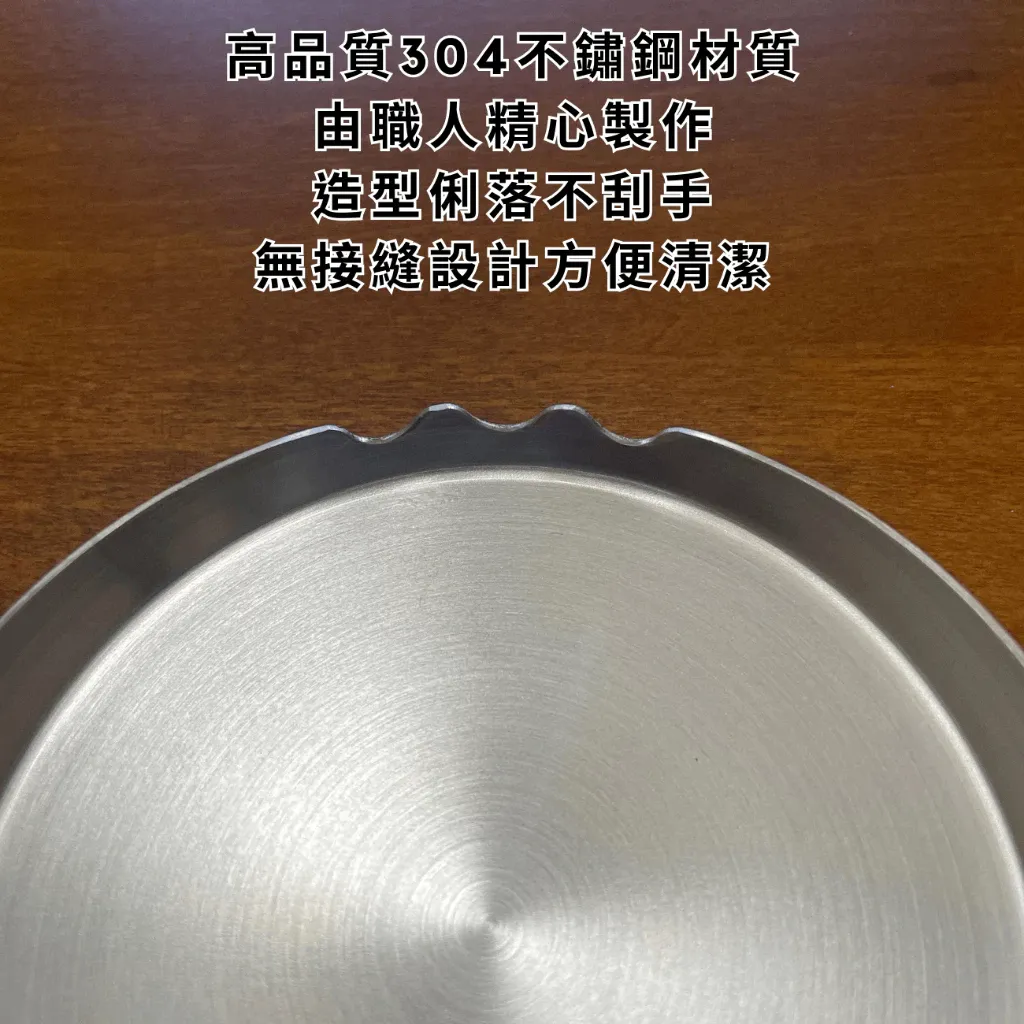 高品質304不鏽鋼材質
由職人精心製作
造型俐落不刮手
無接縫設計方便清潔